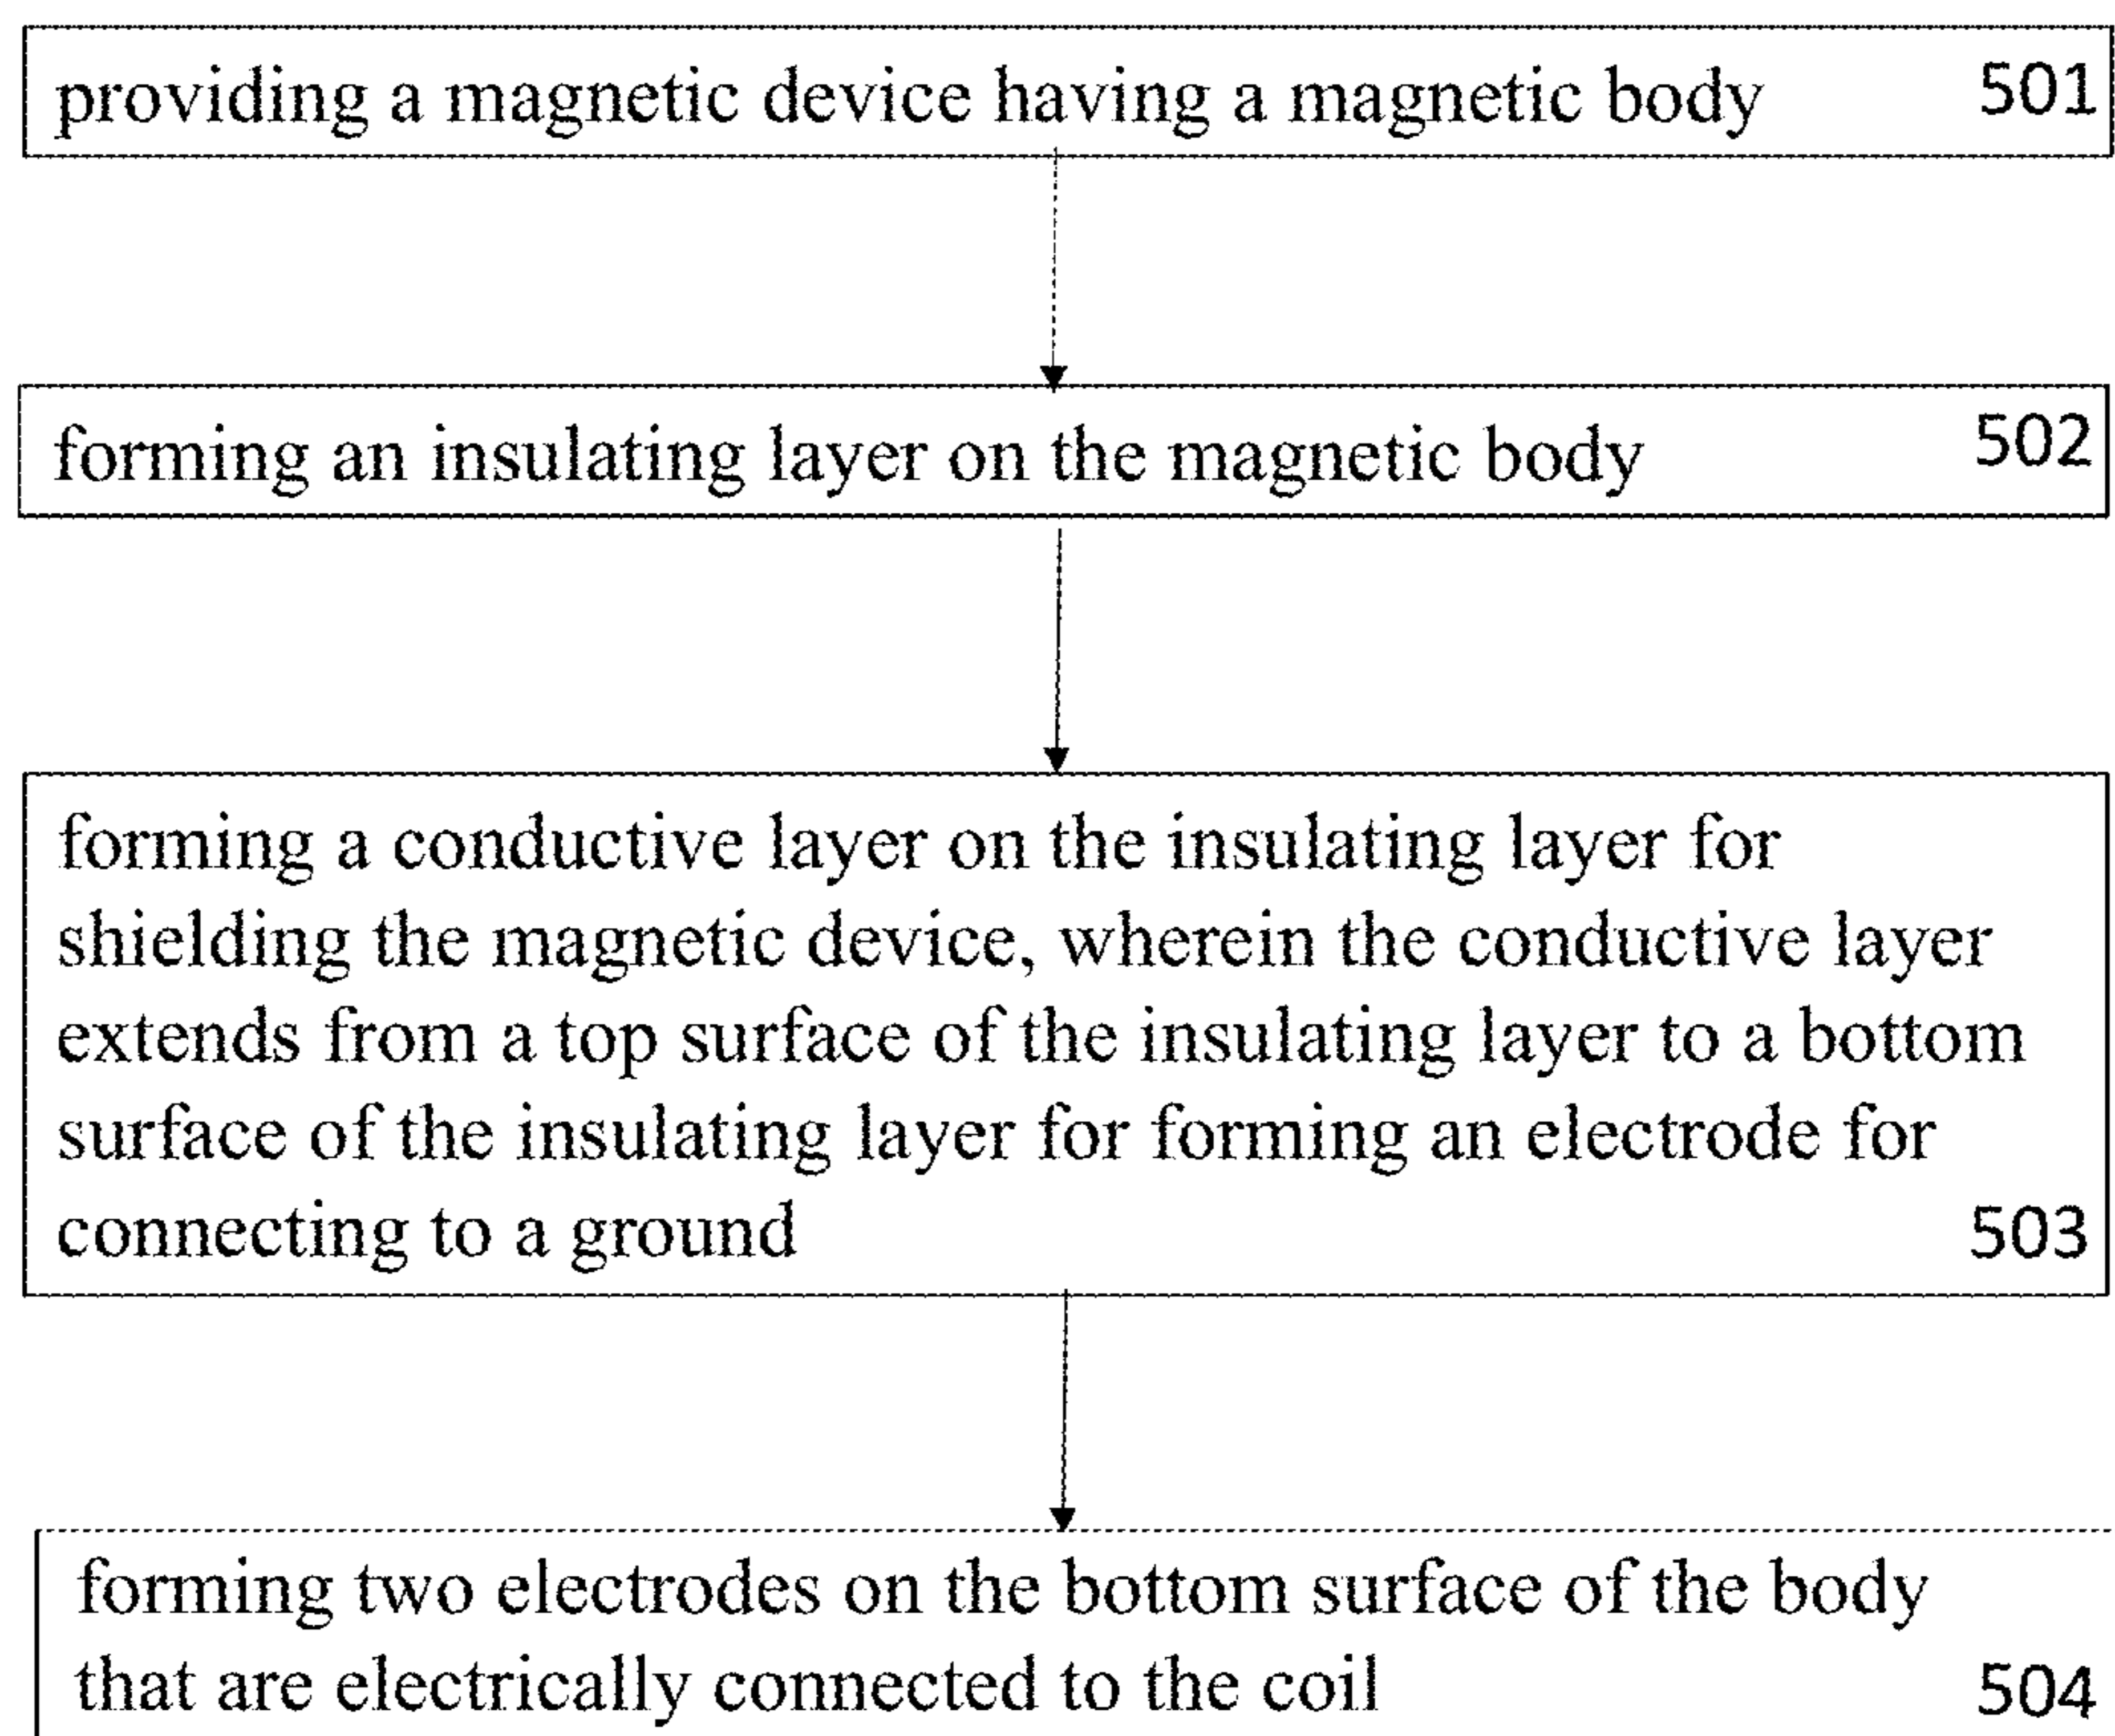 providing a magnetic device having a magnetic body 501
forming an insulating layer on the magnetic body 502
forming a conductive layer on the insulating layer for
shielding the magnetic device, wherein the conductive layer
extends from a top surface of the insulating layer to a bottom
surface of the insulating layer for forming an electrode for
connecting to a ground 503
forming two electrodes on the bottom surface of the body
that are electrically connected to the coil 504